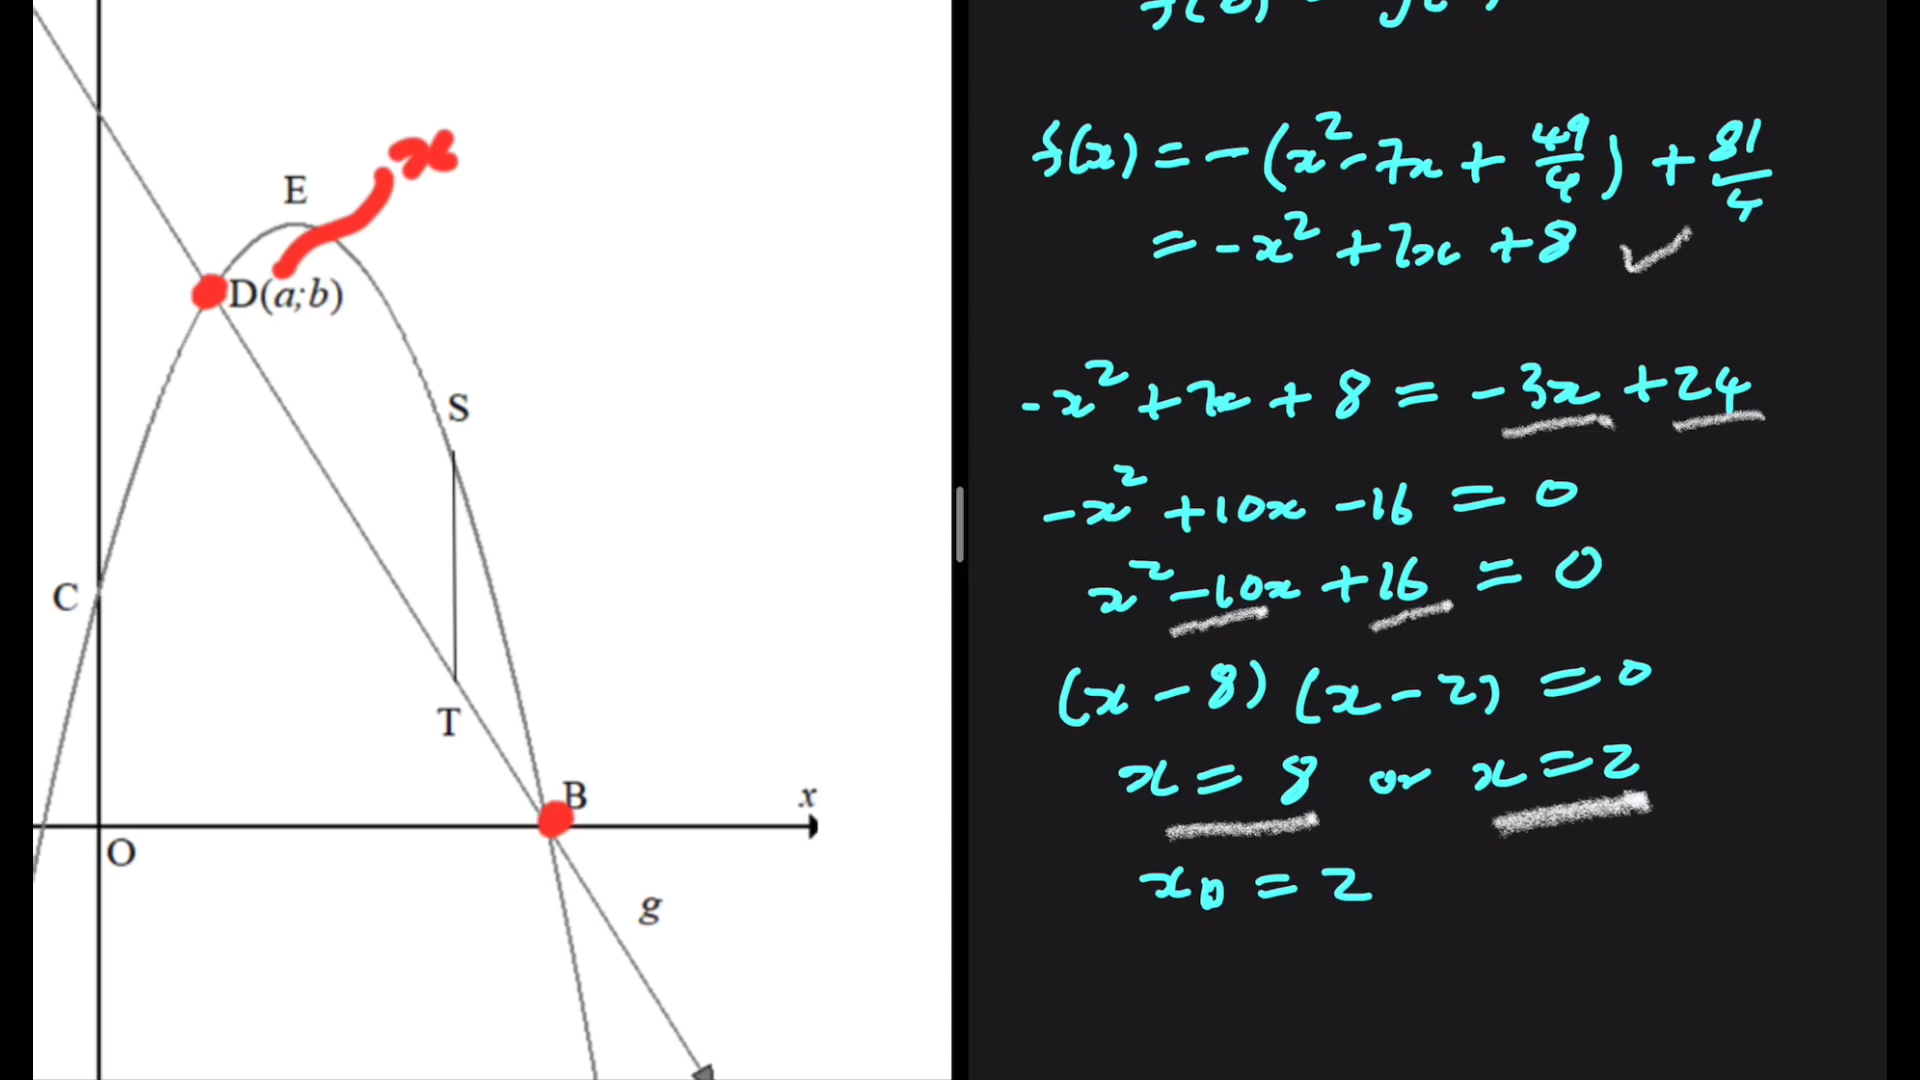 x
E
D(a;b)
S
C
T
B
x
O
g
f(x) = -(x² - 7x + 49/4) + 81/4
= -x² + 7x + 8 ✓
-x² + 7x + 8 = -3x + 24
-x² + 10x - 16 = 0
x² - 10x + 16 = 0
(x - 8) (x - 2) = 0
x = 8 or x = 2
x_D = 2